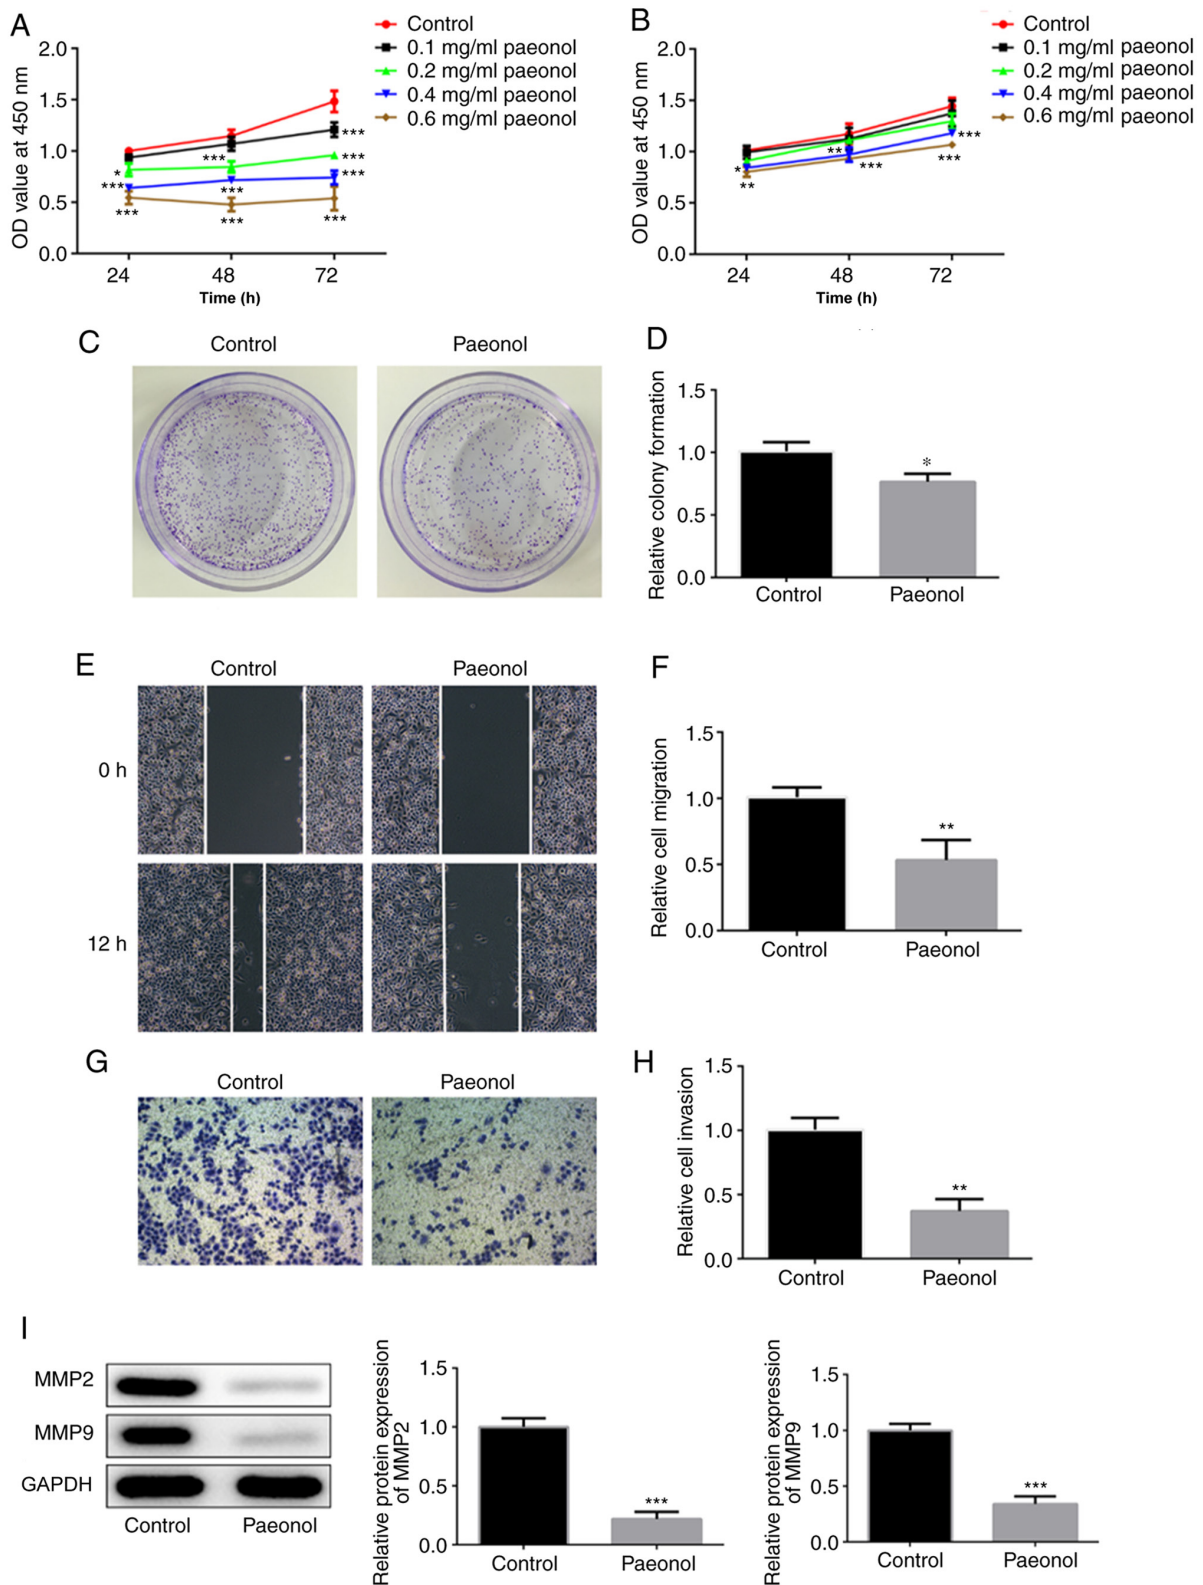 A
Control
0.1 mg/ml paeonol
0.2 mg/ml paeonol
0.4 mg/ml paeonol
0.6 mg/ml paeonol
OD value at 450 nm
2.0
1.5
1.0
0.5
0.0
***
***
***
***
***
***
*
***
***
***
24
48
72
Time (h)
B
Control
0.1 mg/ml paeonol
0.2 mg/ml paeonol
0.4 mg/ml paeonol
0.6 mg/ml paeonol
OD value at 450 nm
2.0
1.5
1.0
0.5
0.0
***
***
**
***
*
**
24
48
72
Time (h)
C
Control
Paeonol
D
Relative colony formation
1.5
1.0
0.5
0.0
*
Control
Paeonol
E
Control
Paeonol
0 h
12 h
F
Relative cell migration
1.5
1.0
0.5
0.0
**
Control
Paeonol
G
Control
Paeonol
H
Relative cell invasion
1.5
1.0
0.5
0.0
**
Control
Paeonol
I
MMP2
MMP9
GAPDH
Control
Paeonol
Relative protein expression
of MMP2
1.5
1.0
0.5
0.0
***
Control
Paeonol
Relative protein expression
of MMP9
1.5
1.0
0.5
0.0
***
Control
Paeonol